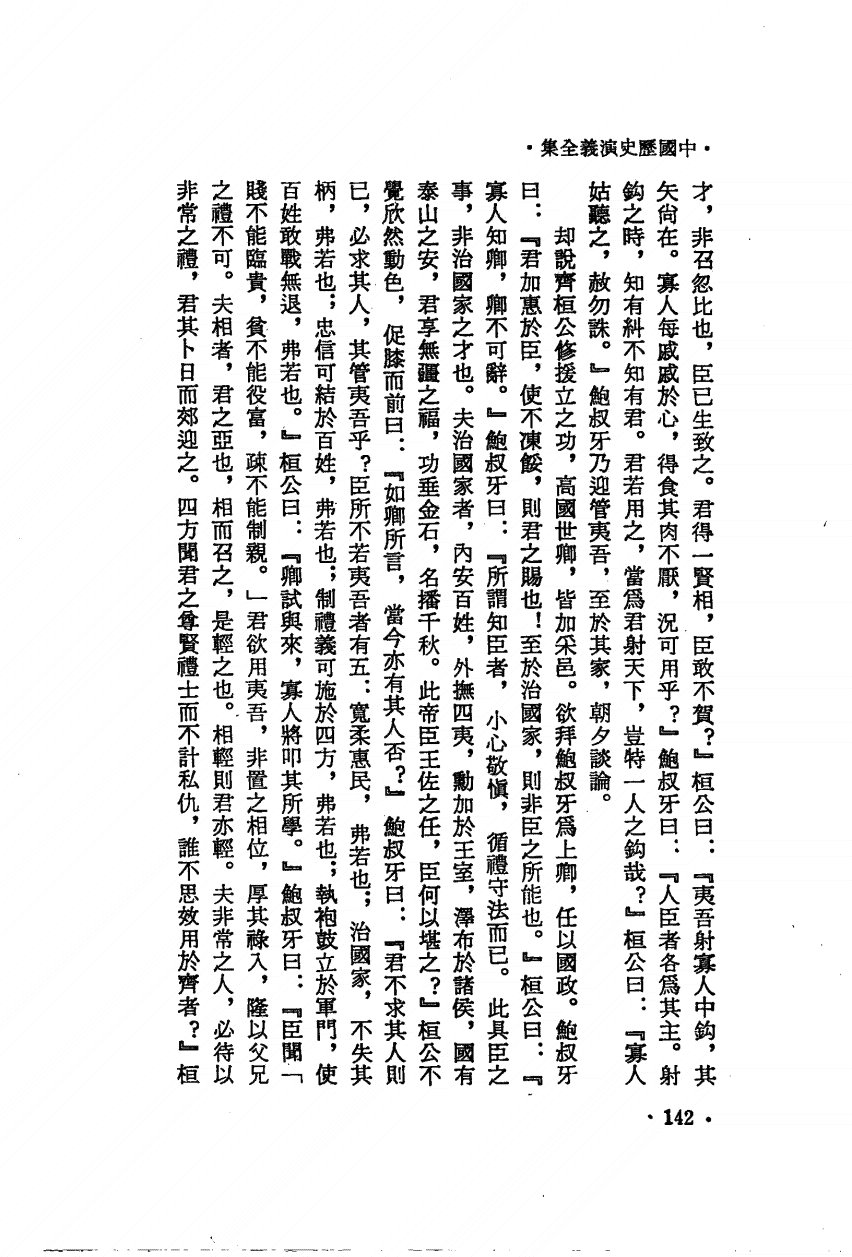 ·中國歷史演義全集·
才，非召忽比也，臣已生致之。君得一賢相，臣敢不賀？』桓公曰：『夷吾射寡人中鈎，其
矢尙在。寡人每戚戚於心，得食其肉不厭，況可用乎？』鮑叔牙曰：『人臣者各爲其主。射
鈎之時，知有糾不知有君。君若用之，當爲君射天下，豈特一人之鈎哉？』桓公曰：『寡人
姑聽之，赦勿誅。』鮑叔牙乃迎管夷吾，至於其家，朝夕談論。
却說齊桓公修援立之功，高國世卿，皆加采邑。欲拜鮑叔牙爲上卿，任以國政。鮑叔牙
曰：『君加惠於臣，使不凍餒，則君之賜也！至於治國家，則非臣之所能也。』桓公曰：『
寡人知卿，卿不可辭。』鮑叔牙曰：『所謂知臣者，小心敬愼，循禮守法而已。此具臣之
事，非治國家之才也。夫治國家者，內安百姓，外撫四夷，勳加於王室，澤布於諸侯，國有
泰山之安，君享無疆之福，功垂金石，名播千秋。此帝臣王佐之任，臣何以堪之？』桓公不
覺欣然動色，促膝而前曰：『如卿所言，當今亦有其人否？』鮑叔牙曰：『君不求其人則
已，必求其人，其管夷吾乎？臣所不若夷吾者有五：寬柔惠民，弗若也；治國家，不失其
柄，弗若也；忠信可結於百姓，弗若也；制禮義可施於四方，弗若也；執袍鼓立於軍門，使
百姓敢戰無退，弗若也。』桓公曰：『卿試與來，寡人將叩其所學。』鮑叔牙曰：『臣聞「
賤不能臨貴，貧不能役富，疎不能制親。」君欲用夷吾，非置之相位，厚其祿入，隆以父兄
之禮不可。夫相者，君之亞也，相而召之，是輕之也。相輕則君亦輕。夫非常之人，必待以
非常之禮，君其卜日而郊迎之。四方聞君之尊賢禮士而不計私仇，誰不思效用於齊者？』桓
·142·